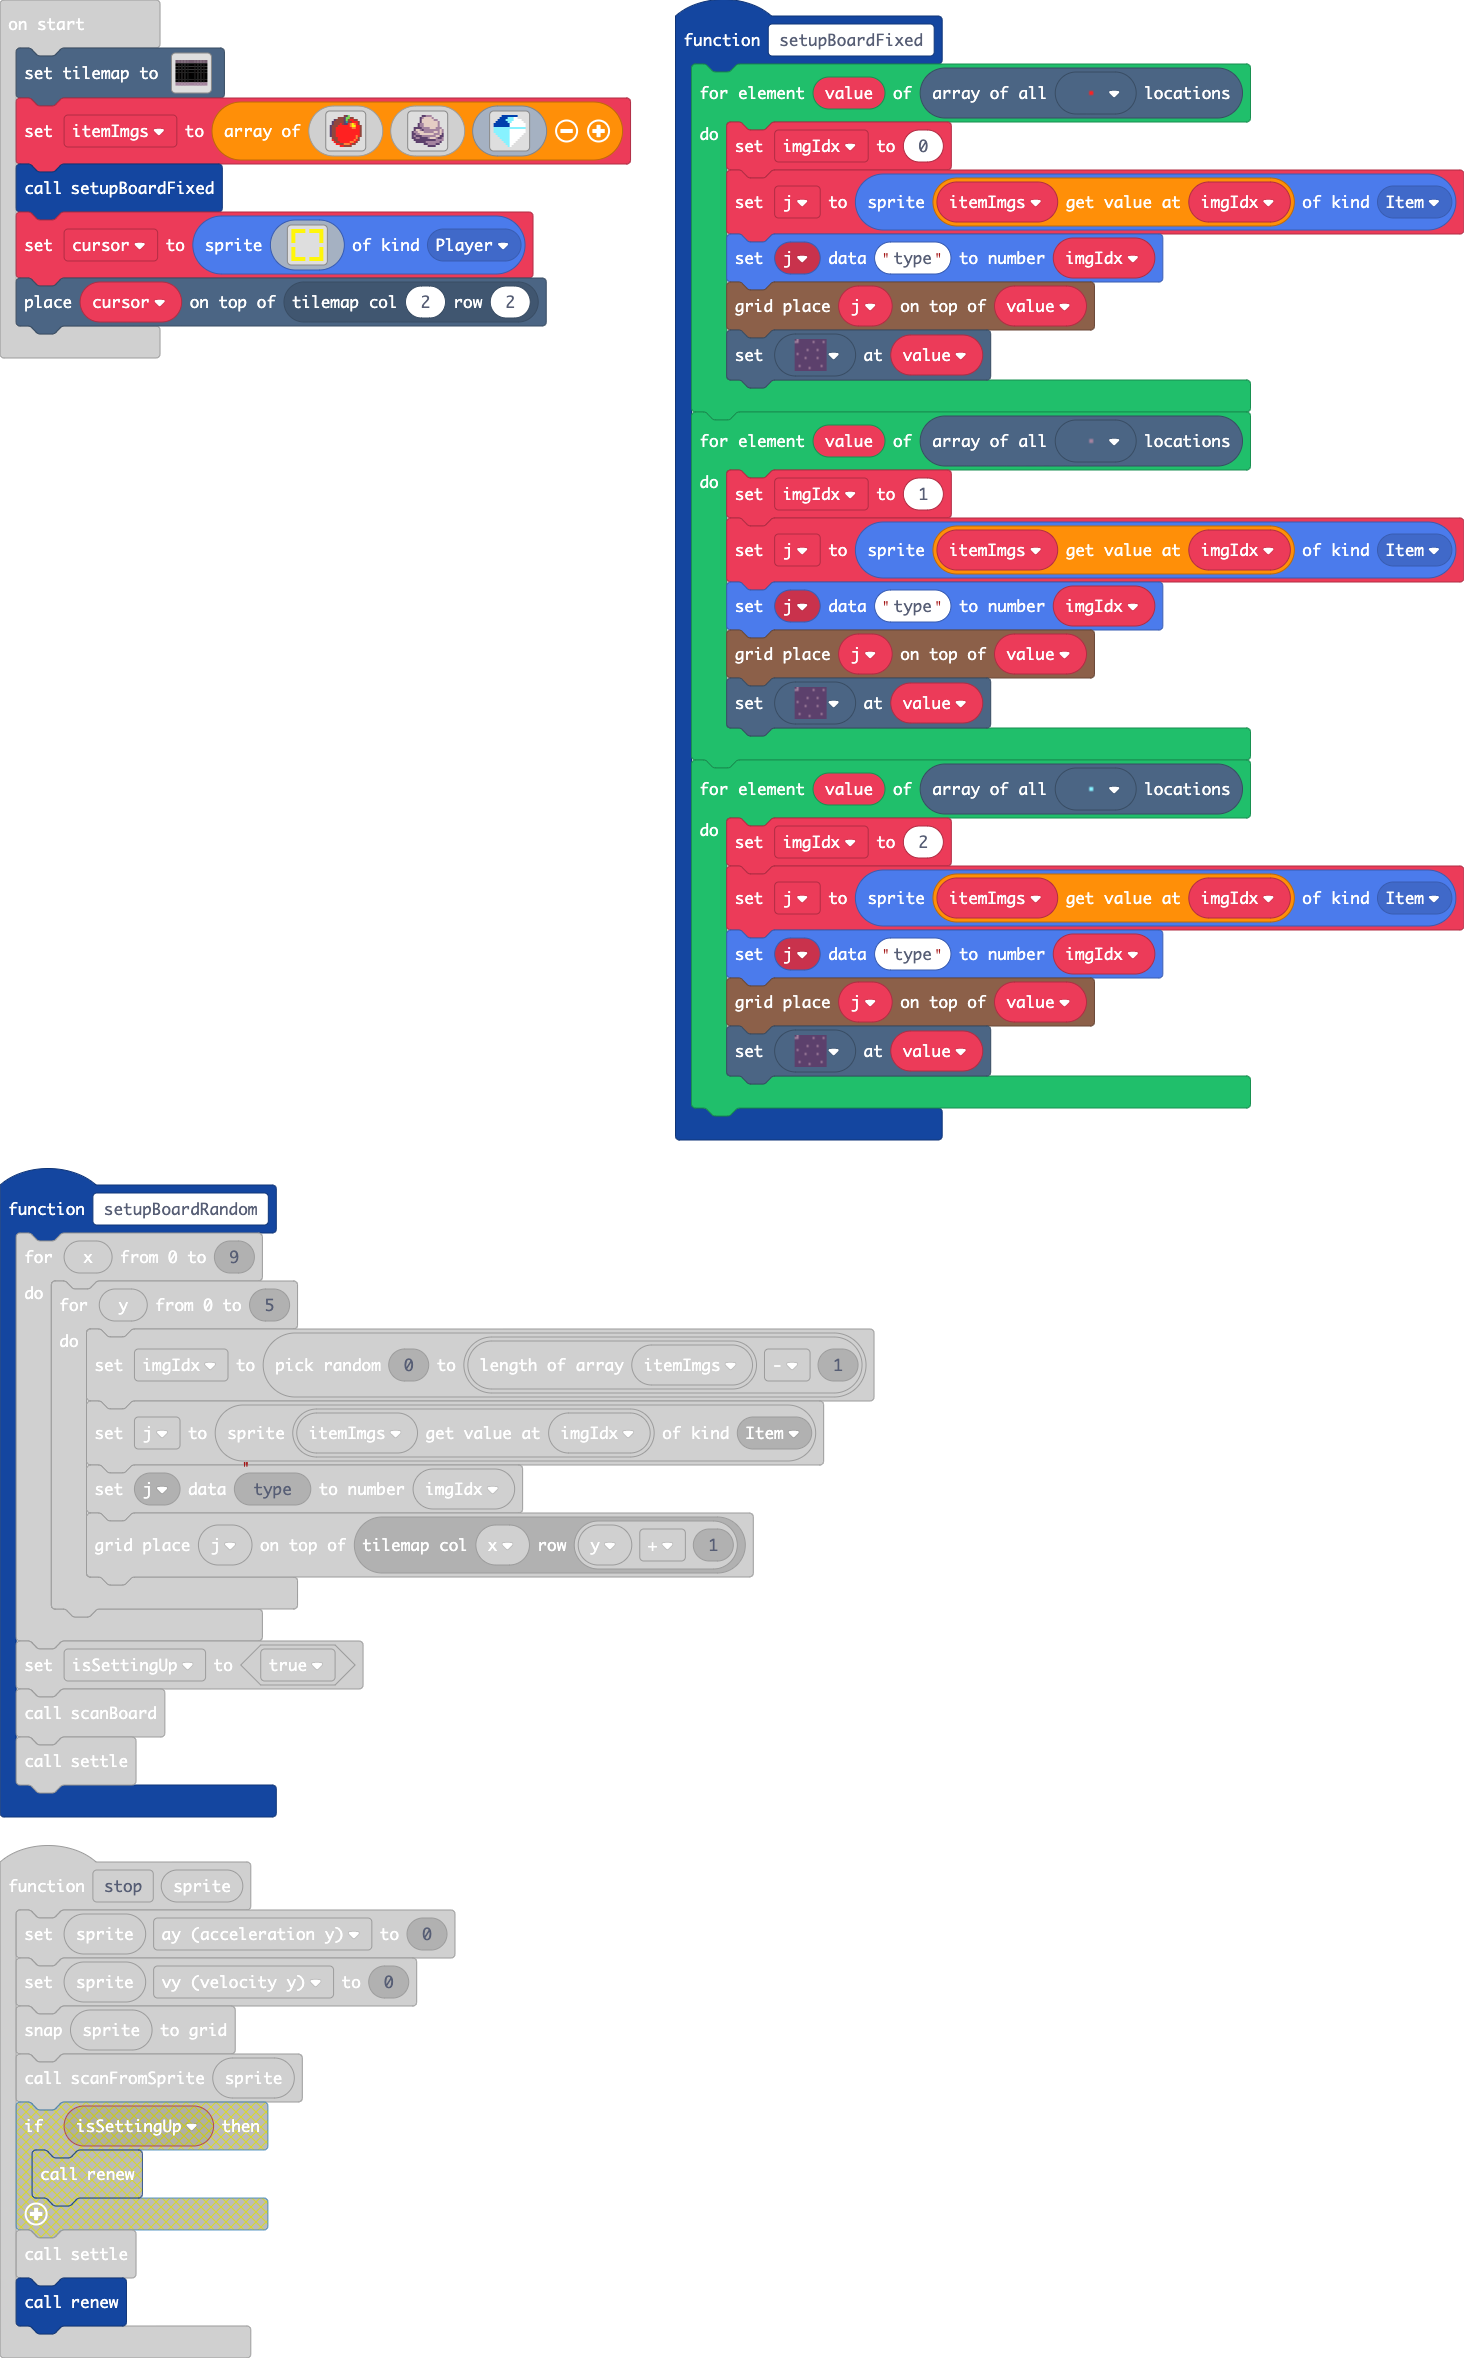 on start
set tilemap to
set itemImgs to array of
call setupBoardFixed
set cursor to sprite of kind Player
place cursor on top of tilemap col 2 row 2
function setupBoardFixed
for element value of array of all locations
do
set imgIdx to 0
set j to sprite itemImgs get value at imgIdx of kind Item
set j data "type" to number imgIdx
grid place j on top of value
set at value
for element value of array of all locations
do
set imgIdx to 1
set j to sprite itemImgs get value at imgIdx of kind Item
set j data "type" to number imgIdx
grid place j on top of value
set at value
for element value of array of all locations
do
set imgIdx to 2
set j to sprite itemImgs get value at imgIdx of kind Item
set j data "type" to number imgIdx
grid place j on top of value
set at value
function setupBoardRandom
for x from 0 to 9
do
for y from 0 to 5
do
set imgIdx to pick random 0 to length of array itemImgs - 1
set j to sprite itemImgs get value at imgIdx of kind Item
set j data " type to number imgIdx
grid place j on top of tilemap col x row y + 1
set isSettingUp to true
call scanBoard
call settle
function stop sprite
set sprite ay (acceleration y) to 0
set sprite vy (velocity y) to 0
snap sprite to grid
call scanFromSprite sprite
if isSettingUp then
call renew
call settle
call renew